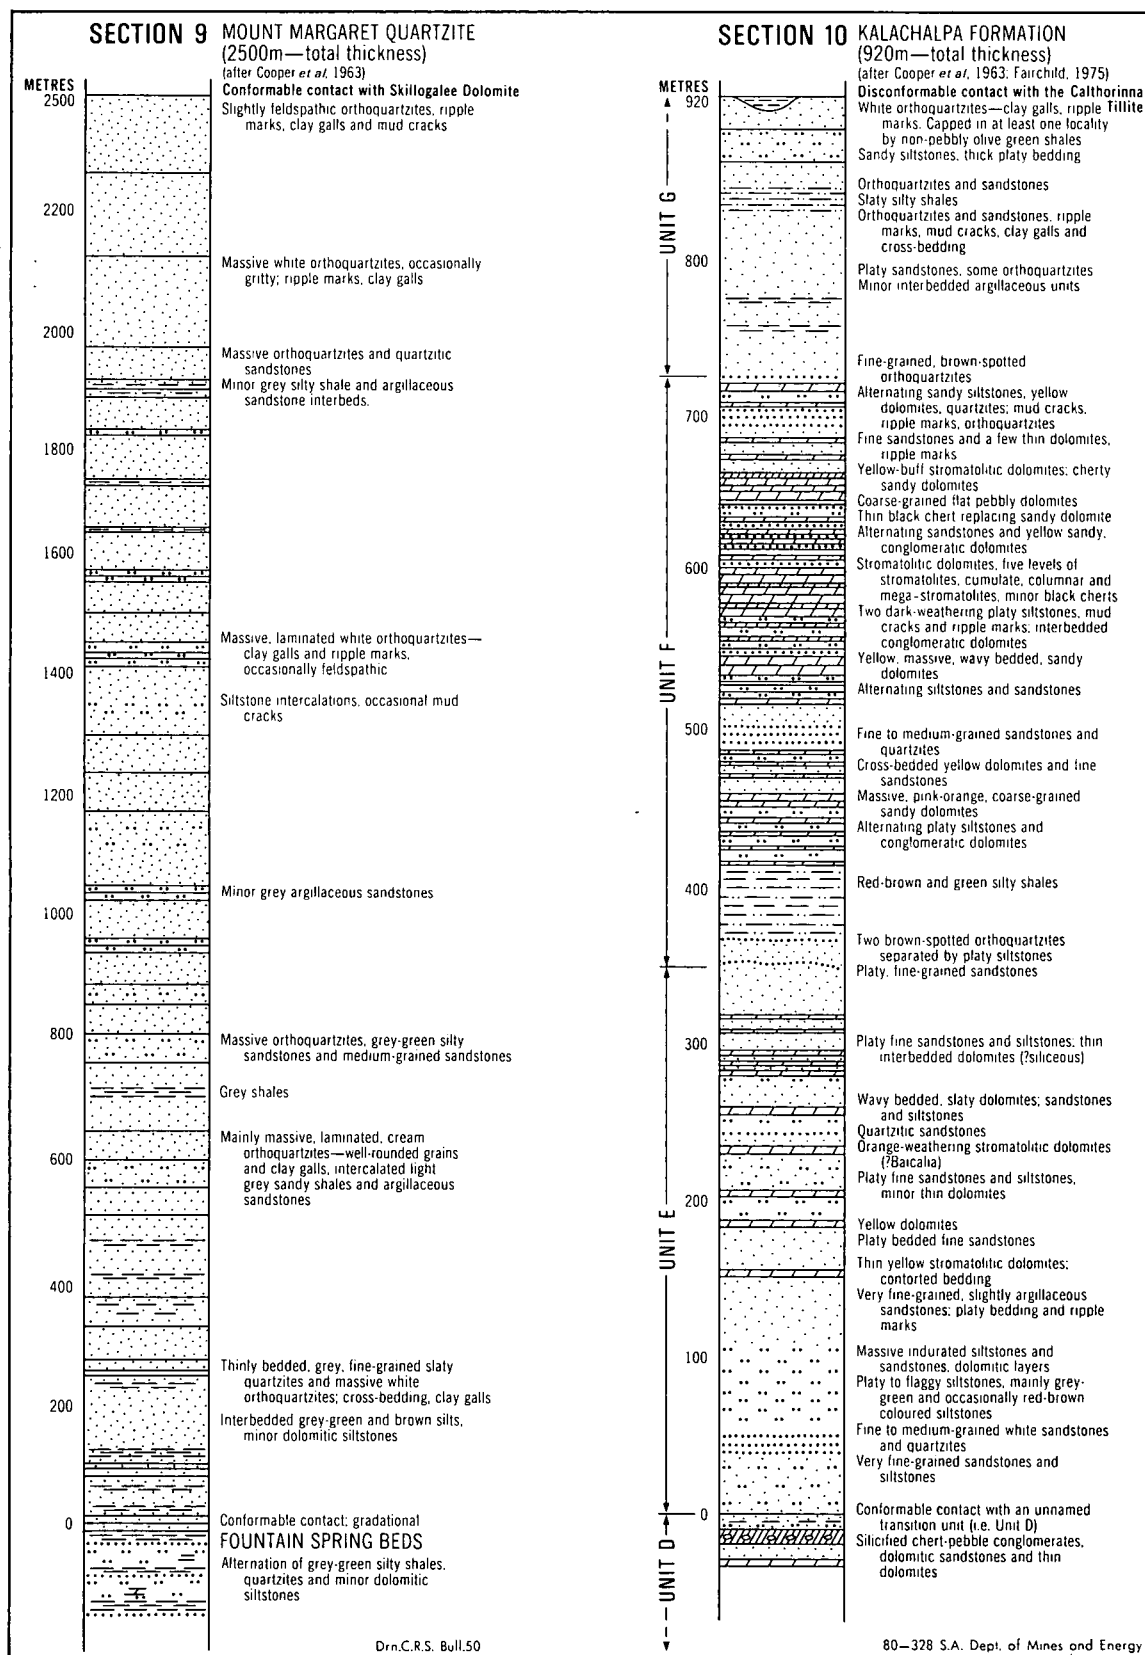 SECTION 9 MOUNT MARGARET QUARTZITE
(2500m—total thickness)
(after Cooper et al, 1963)
METRES
Conformable contact with Skillogalee Dolomite
2500
Slightly feldspathic orthoquartzites, ripple
marks, clay galls and mud cracks
2200
Massive white orthoquartzites, occasionally
gritty; ripple marks, clay galls
2000
Massive orthoquartzites and quartzitic
sandstones
Minor grey silty shale and argillaceous
sandstone interbeds.
1800
1600
Massive, laminated white orthoquartzites—
clay galls and ripple marks,
occasionally feldspathic
1400
Siltstone intercalations, occasional mud
cracks
1200
Minor grey argillaceous sandstones
1000
800
Massive orthoquartzites, grey-green silty
sandstones and medium-grained sandstones
Grey shales
Mainly massive, laminated, cream
orthoquartzites—well-rounded grains
and clay galls, intercalated light
grey sandy shales and argillaceous
sandstones
600
400
Thinly bedded, grey, fine-grained slaty
quartzites and massive white
orthoquartzites; cross-bedding, clay galls
200
Interbedded grey-green and brown silts,
minor dolomitic siltstones
0
Conformable contact; gradational
FOUNTAIN SPRING BEDS
Alternation of grey-green silty shales,
quartzites and minor dolomitic
siltstones
Drn.C.R.S. Bull.50
SECTION 10 KALACHALPA FORMATION
(920m—total thickness)
(after Cooper et al, 1963; Fairchild, 1975)
METRES
Disconformable contact with the Calthorinna
Tillite
920
White orthoquartzites—clay galls, ripple
marks. Capped in at least one locality
by non-pebbly olive green shales
Sandy siltstones, thick platy bedding
Orthoquartzites and sandstones
Slaty silty shales
Orthoquartzites and sandstones, ripple
marks, mud cracks, clay galls and
cross-bedding
UNIT G
800
Platy sandstones, some orthoquartzites
Minor interbedded argillaceous units
Fine-grained, brown-spotted
orthoquartzites
Alternating sandy siltstones, yellow
dolomites, quartzites; mud cracks,
ripple marks, orthoquartzites
700
Fine sandstones and a few thin dolomites,
ripple marks
Yellow-buff stromatolitic dolomites; cherty
sandy dolomites
Coarse-grained flat pebbly dolomites
Thin black chert replacing sandy dolomite
Alternating sandstones and yellow sandy,
conglomeratic dolomites
600
Stromatolitic dolomites, five levels of
stromatolites, cumulate, columnar and
mega-stromatolites, minor black cherts
Two dark-weathering platy siltstones, mud
cracks and ripple marks; interbedded
conglomeratic dolomites
UNIT F
Yellow, massive, wavy bedded, sandy
dolomites
Alternating siltstones and sandstones
500
Fine to medium-grained sandstones and
quartzites
Cross-bedded yellow dolomites and fine
sandstones
Massive, pink-orange, coarse-grained
sandy dolomites
Alternating platy siltstones and
conglomeratic dolomites
400
Red-brown and green silty shales
Two brown-spotted orthoquartzites
separated by platy siltstones
Platy, fine-grained sandstones
300
Platy fine sandstones and siltstones; thin
interbedded dolomites (?siliceous)
Wavy bedded, slaty dolomites; sandstones
and siltstones
Quartzitic sandstones
Orange-weathering stromatolitic dolomites
(?Baicalia)
Platy fine sandstones and siltstones,
minor thin dolomites
200
UNIT E
Yellow dolomites
Platy bedded fine sandstones
Thin yellow stromatolitic dolomites;
contorted bedding
Very fine-grained, slightly argillaceous
sandstones; platy bedding and ripple
marks
100
Massive indurated siltstones and
sandstones, dolomitic layers
Platy to flaggy siltstones, mainly grey-
green and occasionally red-brown
coloured siltstones
Fine to medium-grained white sandstones
and quartzites
Very fine-grained sandstones and
siltstones
0
Conformable contact with an unnamed
transition unit (i.e. Unit D)
UNIT D
Silicified chert-pebble conglomerates,
dolomitic sandstones and thin
dolomites
80—328 S.A. Dept. of Mines and Energy